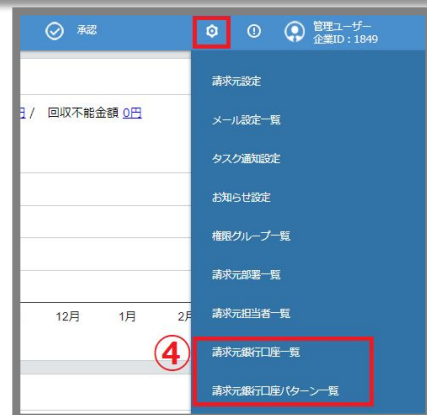 承認
管理ユーザー
企業ID：1849
請求元設定
メール設定一覧
円 / 回収不能金額 0円
タスク通知設定
お知らせ設定
権限グループ一覧
請求元部署一覧
12月 1月 2月
請求元担当者一覧
④
請求元銀行口座一覧
請求元銀行口座パターン一覧